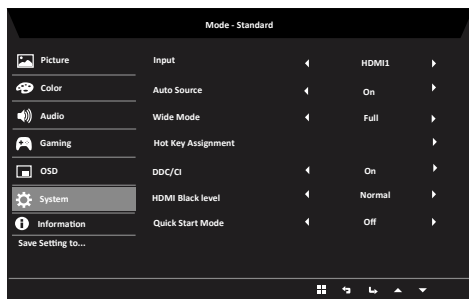 Mode - Standard
Picture
Color
Audio
Gaming
OSD
System
Information
Save Setting to...
Input HDMI1
Auto Source On
Wide Mode Full
Hot Key Assignment
DDC/CI On
HDMI Black level Normal
Quick Start Mode Off